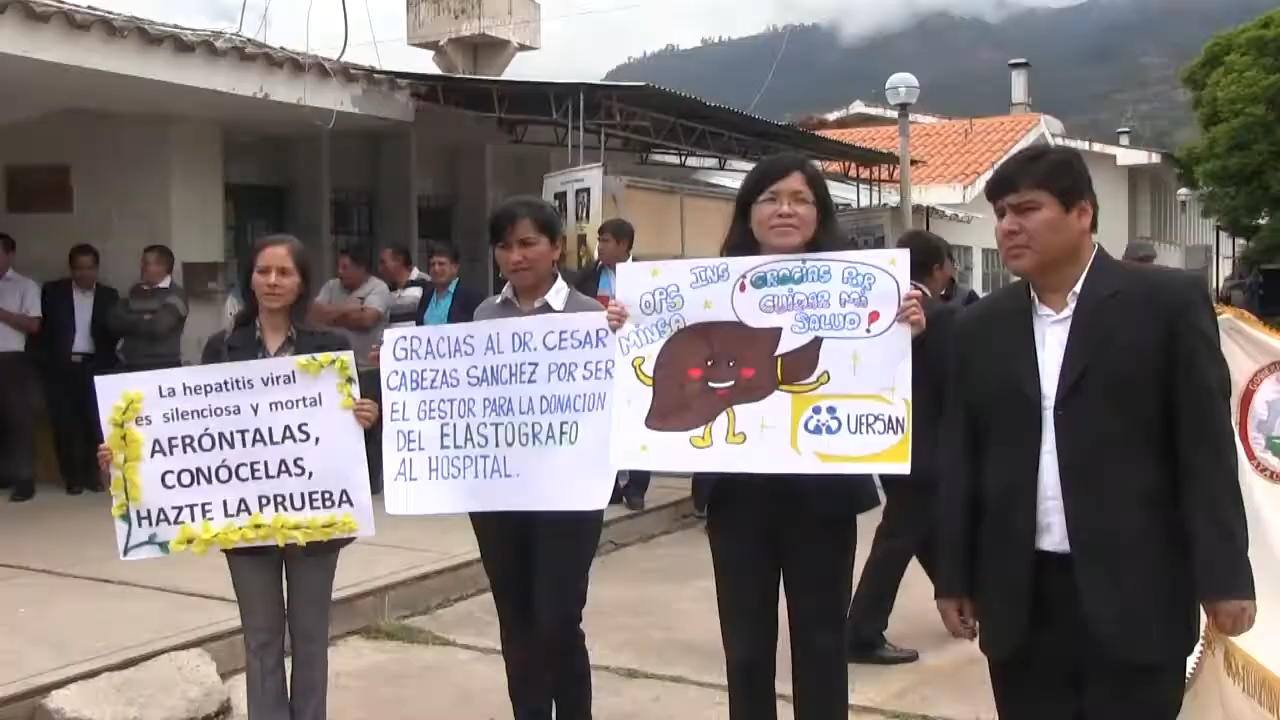 La hepatitis viral
es silenciosa y mortal
AFRÓNTALAS,
CONÓCELAS,
HAZTE LA PRUEBA
GRACIAS AL DR. CESAR
CABEZAS SANCHEZ POR SER
EL GESTOR PARA LA DONACION
DEL ELASTOGRAFO
AL HOSPITAL.
INS
OPS
MINSA
¡GRACIAS POR
CUIDAR MI
SALUD!
UERSAN